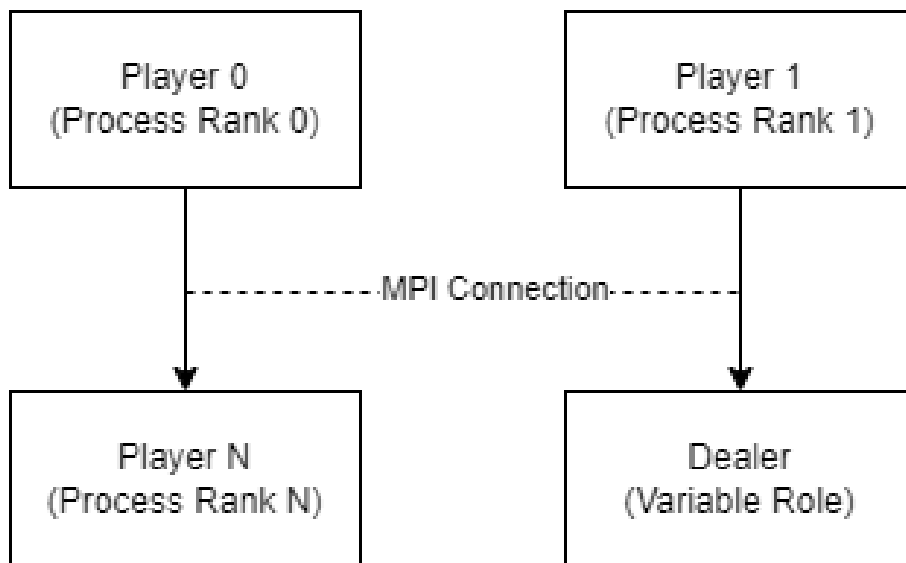 Player 0
(Process Rank 0)
Player 1
(Process Rank 1)
MPI Connection
Player N
(Process Rank N)
Dealer
(Variable Role)